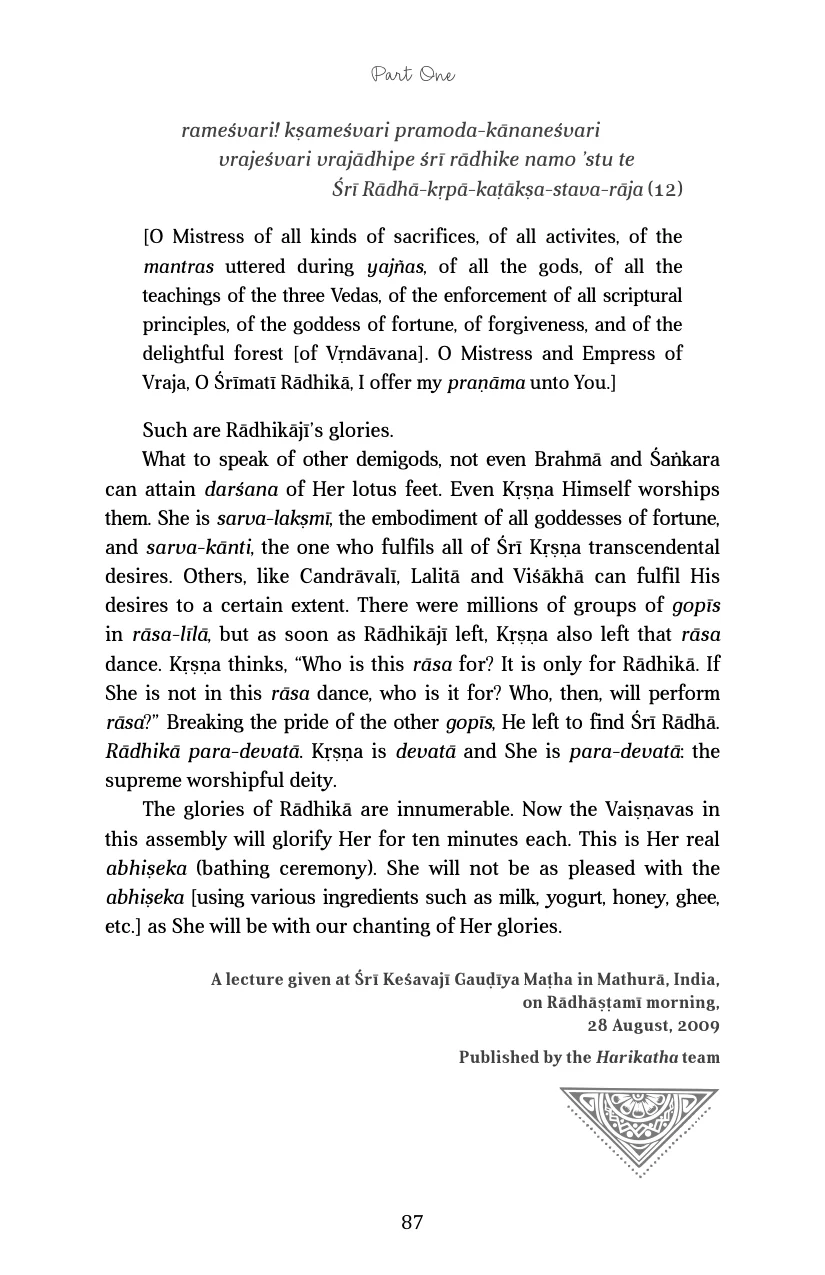 Part One
rameśvari! kṣameśvari pramoda-kānaneśvari
vrajeśvari vrajādhipe śrī rādhike namo ’stu te
Śrī Rādhā-kṛpā-kaṭākṣa-stava-rāja (12)
[O Mistress of all kinds of sacrifices, of all activites, of the
mantras uttered during yajñas, of all the gods, of all the
teachings of the three Vedas, of the enforcement of all scriptural
principles, of the goddess of fortune, of forgiveness, and of the
delightful forest [of Vṛndāvana]. O Mistress and Empress of
Vraja, O Śrīmatī Rādhikā, I offer my praṇāma unto You.]
Such are Rādhikājī’s glories.
What to speak of other demigods, not even Brahmā and Śaṅkara
can attain darśana of Her lotus feet. Even Kṛṣṇa Himself worships
them. She is sarva-lakṣmī, the embodiment of all goddesses of fortune,
and sarva-kānti, the one who fulfils all of Śrī Kṛṣṇa transcendental
desires. Others, like Candrāvalī, Lalitā and Viśākhā can fulfil His
desires to a certain extent. There were millions of groups of gopīs
in rāsa-līlā, but as soon as Rādhikājī left, Kṛṣṇa also left that rāsa
dance. Kṛṣṇa thinks, “Who is this rāsa for? It is only for Rādhikā. If
She is not in this rāsa dance, who is it for? Who, then, will perform
rāsa?” Breaking the pride of the other gopīs, He left to find Śrī Rādhā.
Rādhikā para-devatā. Kṛṣṇa is devatā and She is para-devatā: the
supreme worshipful deity.
The glories of Rādhikā are innumerable. Now the Vaiṣṇavas in
this assembly will glorify Her for ten minutes each. This is Her real
abhiṣeka (bathing ceremony). She will not be as pleased with the
abhiṣeka [using various ingredients such as milk, yogurt, honey, ghee,
etc.] as She will be with our chanting of Her glories.
A lecture given at Śrī Keśavajī Gauḍīya Maṭha in Mathurā, India,
on Rādhāṣṭamī morning,
28 August, 2009
Published by the Harikatha team
87